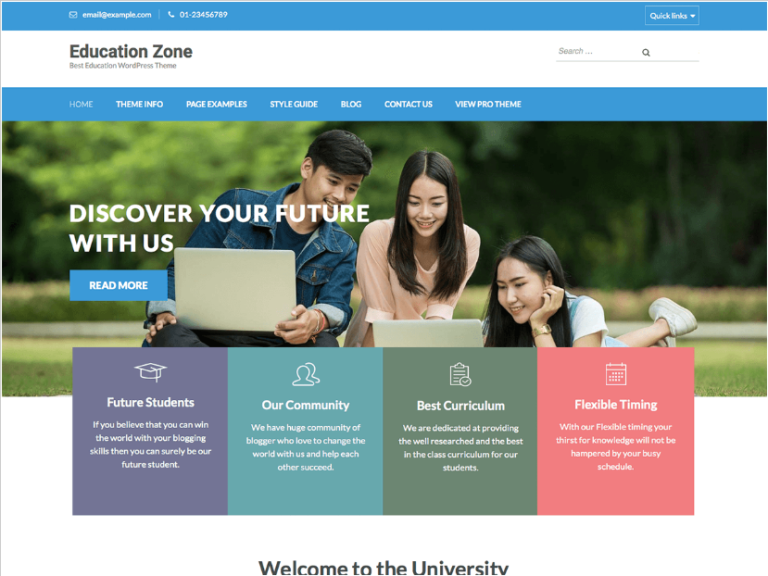 email@example.com
01-23456789
Quick links
Education Zone
Best Education WordPress Theme
Search ...
HOME
THEME INFO
PAGE EXAMPLES
STYLE GUIDE
BLOG
CONTACT US
VIEW PRO THEME
DISCOVER YOUR FUTURE
WITH US
READ MORE
Future Students
If you believe that you can win
the world with your blogging
skills then you can surely be our
future student.
Our Community
We have huge community of
blogger who love to change the
world with us and help each
other succeed.
Best Curriculum
We are dedicated at providing
the well researched and the best
in the class curriculum for our
students.
Flexible Timing
With our Flexible timing your
thirst for knowledge will not be
hampered by your busy
schedule.
Welcome to the University